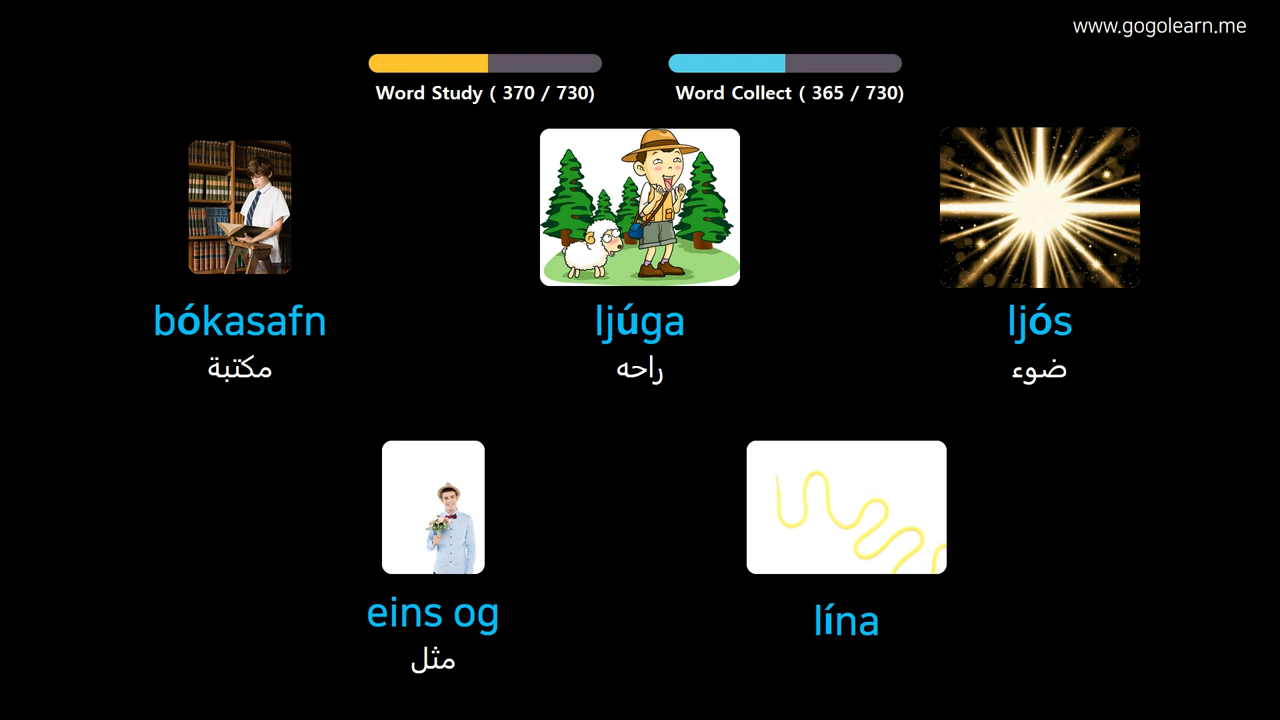 www.gogolearn.me
Word Study ( 370 / 730)
Word Collect ( 365 / 730)
bókasafn
مكتبة
ljúga
راحه
ljós
ضوء
eins og
مثل
lína